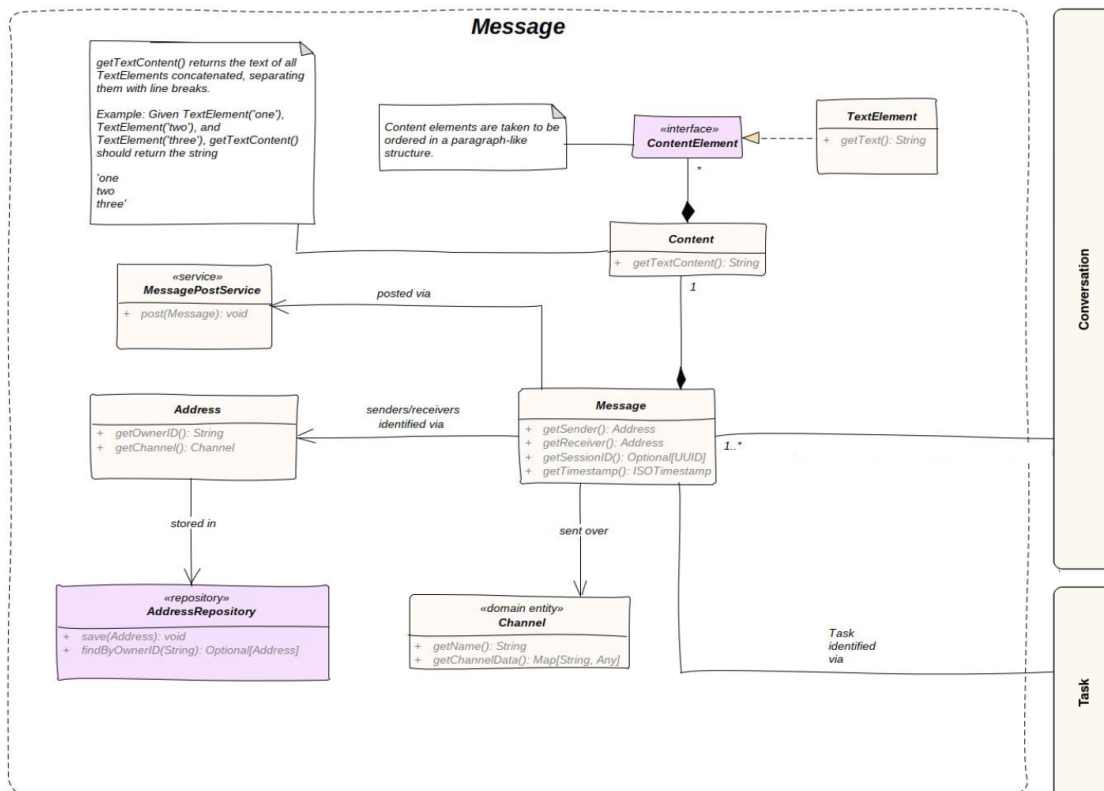 Message
getTextContent() returns the text of all
TextElements concatenated, separating
them with line breaks.
Example: Given TextElement('one'),
TextElement('two'), and
TextElement('three'), getTextContent()
should return the string
'one
two
three'
Content elements are taken to be
ordered in a paragraph-like
structure.
«interface»
ContentElement
TextElement
+ getText(): String
*
Content
+ getTextContent(): String
1
«service»
MessagePostService
+ post(Message): void
posted via
Address
+ getOwnerID(): String
+ getChannel(): Channel
senders/receivers
identified via
Message
+ getSender(): Address
+ getReceiver(): Address
+ getSessionID(): Optional[UUID]
+ getTimestamp(): ISOTimestamp
1..*
stored in
sent over
«repository»
AddressRepository
+ save(Address): void
+ findByOwnerID(String): Optional[Address]
«domain entity»
Channel
+ getName(): String
+ getChannelData(): Map[String, Any]
Task
identified
via
Conversation
Task